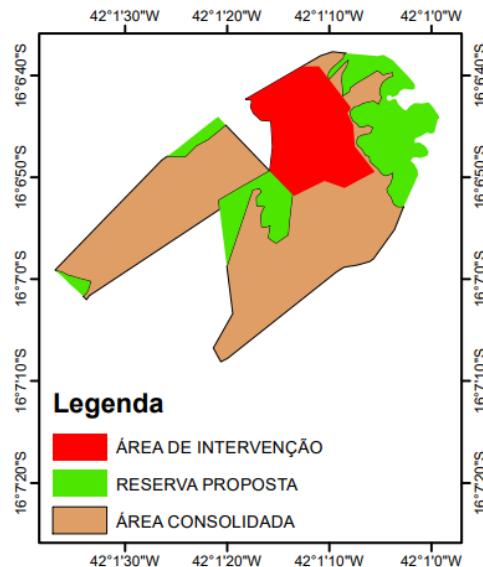 42°1'30"W 42°1'20"W 42°1'10"W 42°1'0"W
16°6'40"S 16°6'40"S
16°6'50"S 16°6'50"S
16°7'0"S 16°7'0"S
16°7'10"S 16°7'10"S
Legenda
ÁREA DE INTERVENÇÃO
16°7'20"S 16°7'20"S
RESERVA PROPOSTA
ÁREA CONSOLIDADA
42°1'30"W 42°1'20"W 42°1'10"W 42°1'0"W